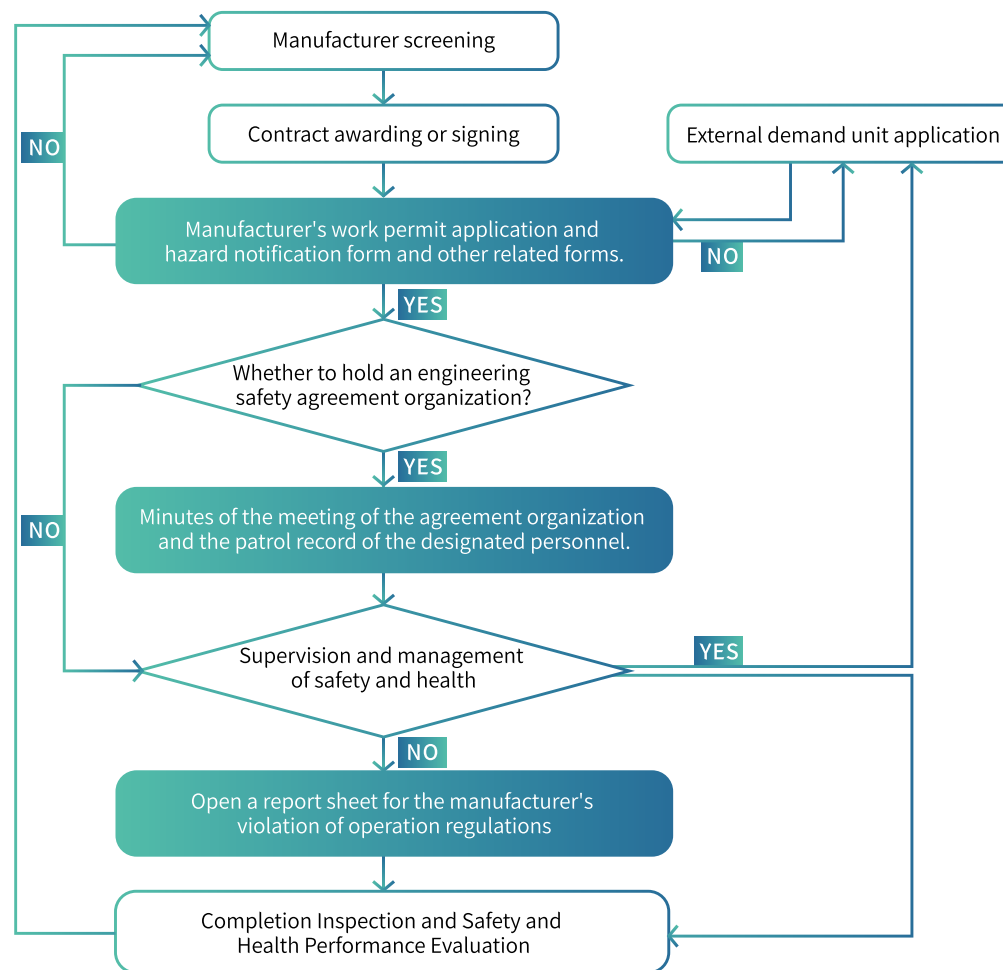 Manufacturer screening
Contract awarding or signing
External demand unit application
NO
Manufacturer's work permit application and
hazard notification form and other related forms.
NO
YES
Whether to hold an engineering
safety agreement organization?
YES
NO
Minutes of the meeting of the agreement organization
and the patrol record of the designated personnel.
Supervision and management
of safety and health
YES
NO
Open a report sheet for the manufacturer's
violation of operation regulations
Completion Inspection and Safety and
Health Performance Evaluation